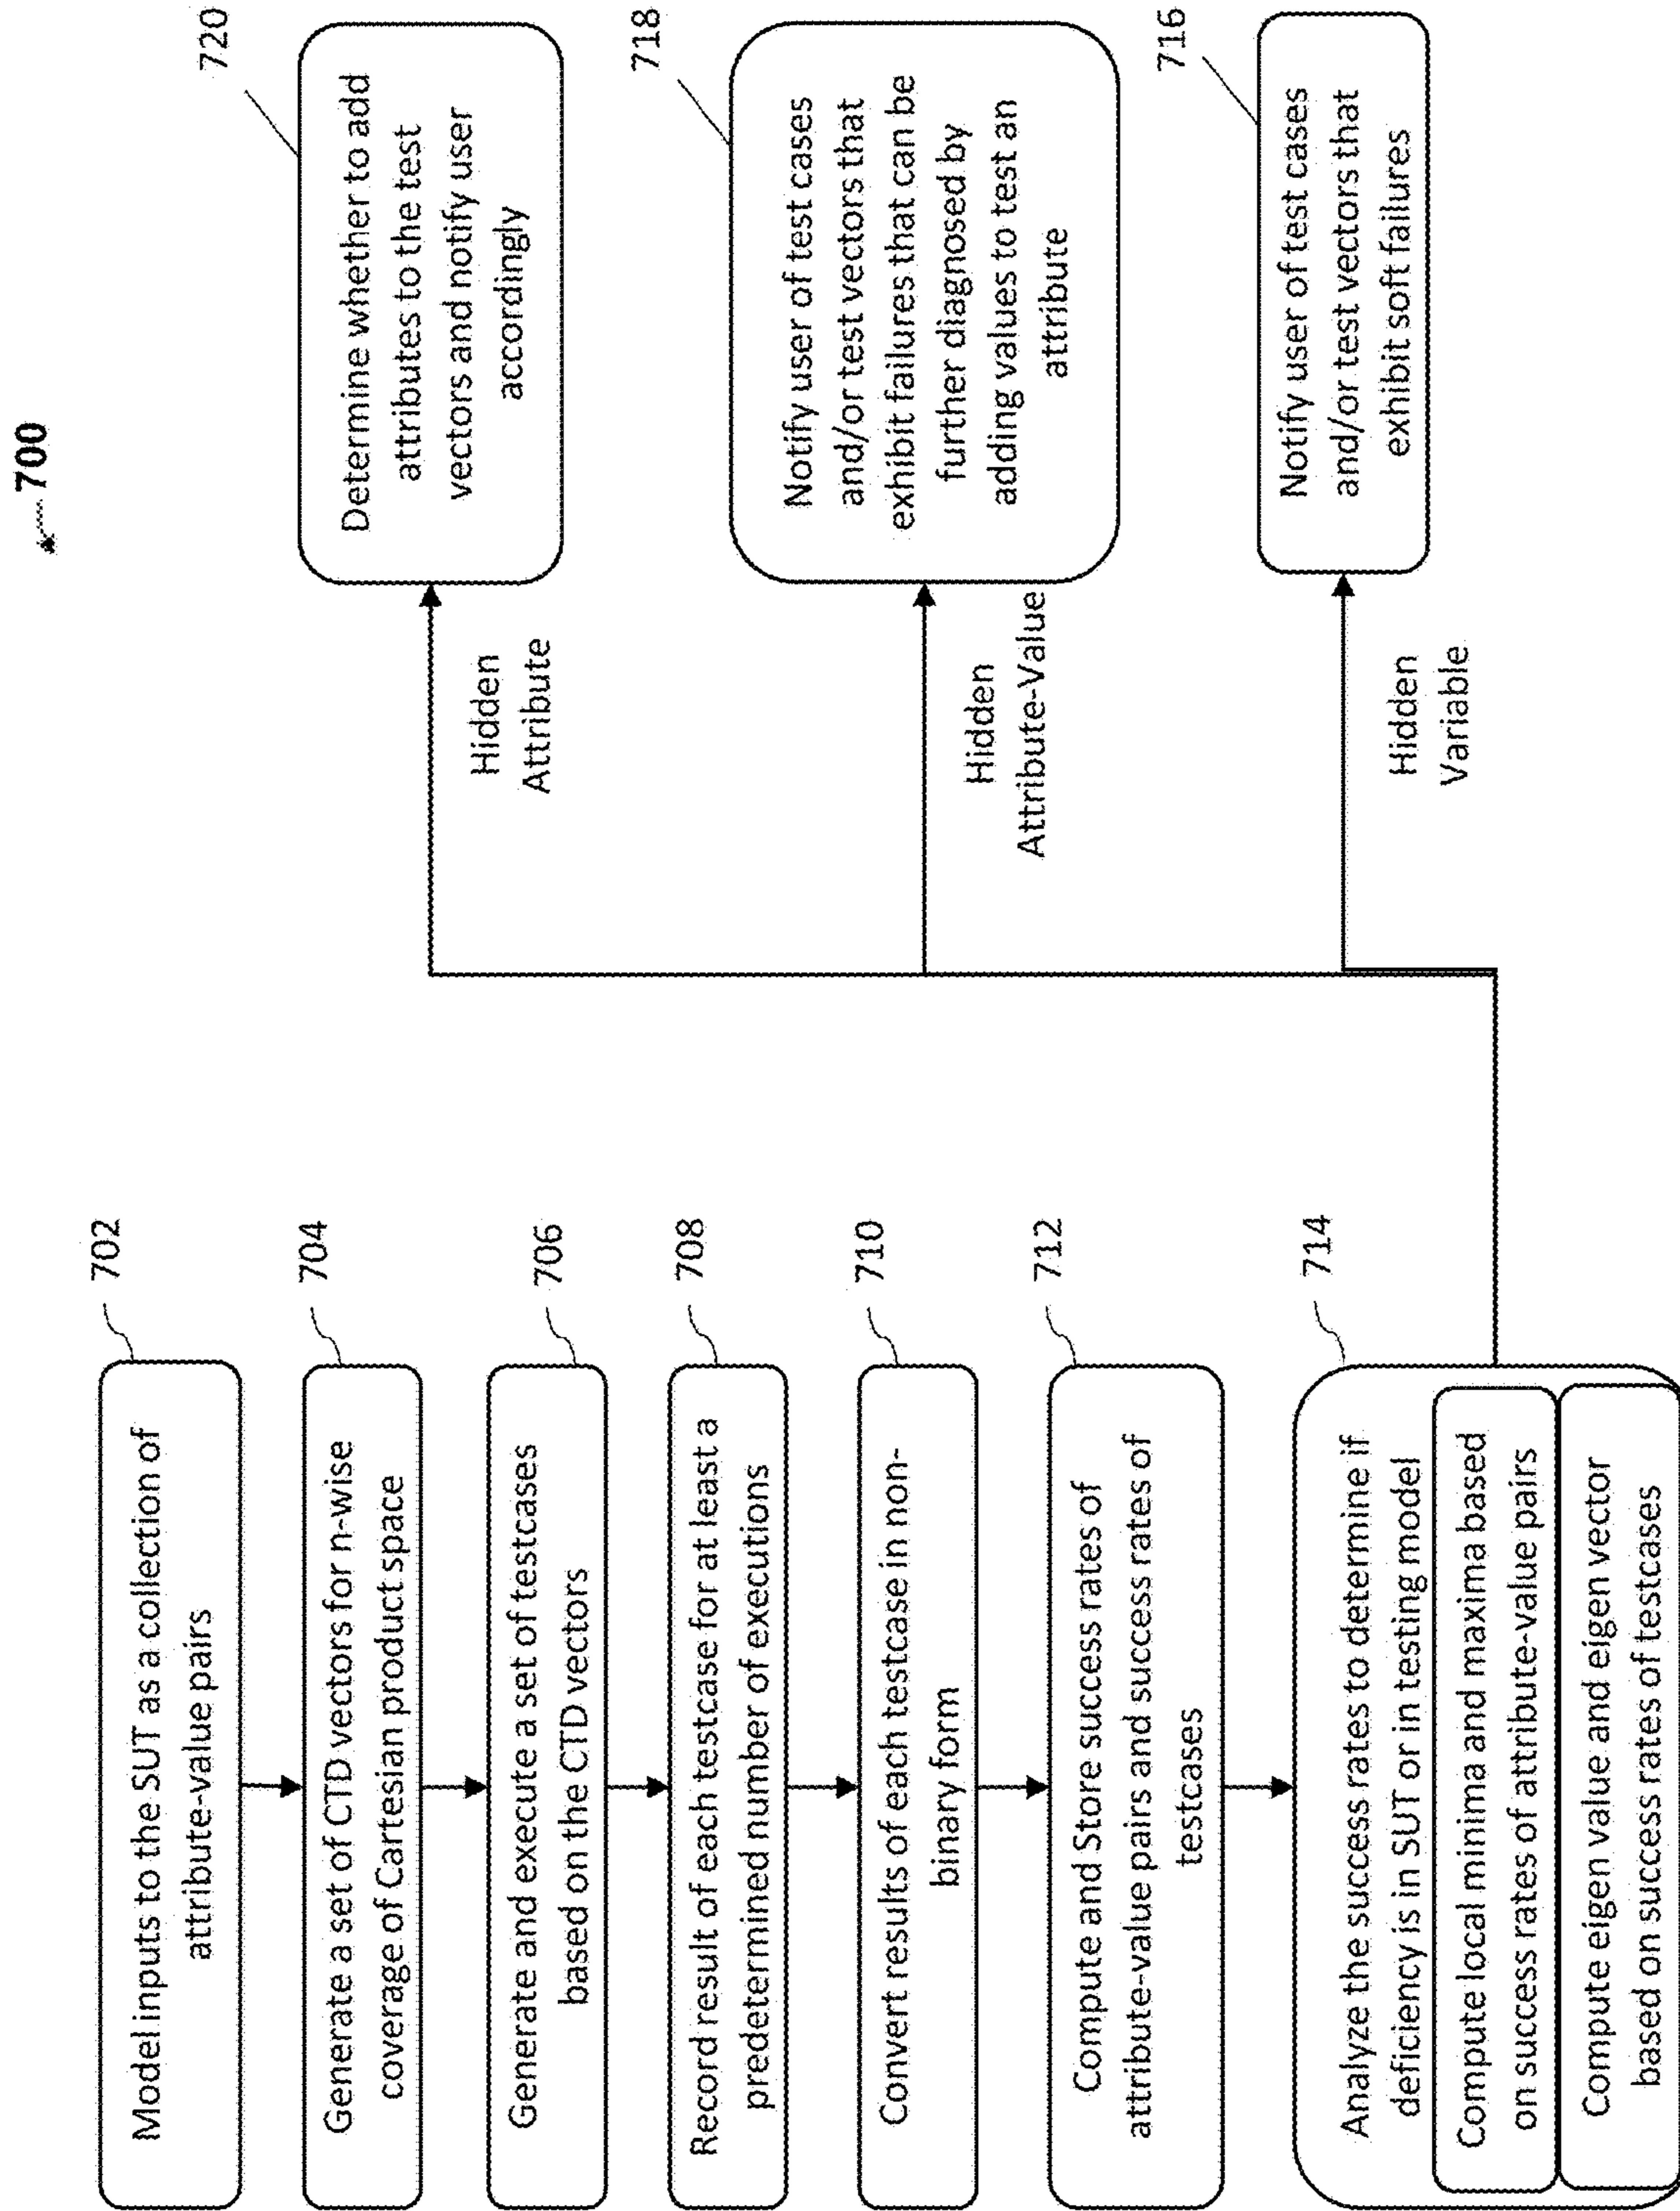 700
702
Model inputs to the SUT as a collection of
attribute-value pairs
704
Generate a set of CTD vectors for n-wise
coverage of Cartesian product space
706
Generate and execute a set of testcases
based on the CTD vectors
708
Record result of each testcase for at least a
predetermined number of executions
710
Convert results of each testcase in non-
binary form
712
Compute and Store success rates of
attribute-value pairs and success rates of
testcases
714
Analyze the success rates to determine if
deficiency is in SUT or in testing model
Compute local minima and maxima based
on success rates of attribute-value pairs
Compute eigen value and eigen vector
based on success rates of testcases
Hidden
Attribute
720
Determine whether to add
attributes to the test
vectors and notify user
accordingly
Hidden
Attribute-Value
718
Notify user of test cases
and/or test vectors that
exhibit failures that can be
further diagnosed by
adding values to test an
attribute
Hidden
Variable
716
Notify user of test cases
and/or test vectors that
exhibit soft failures